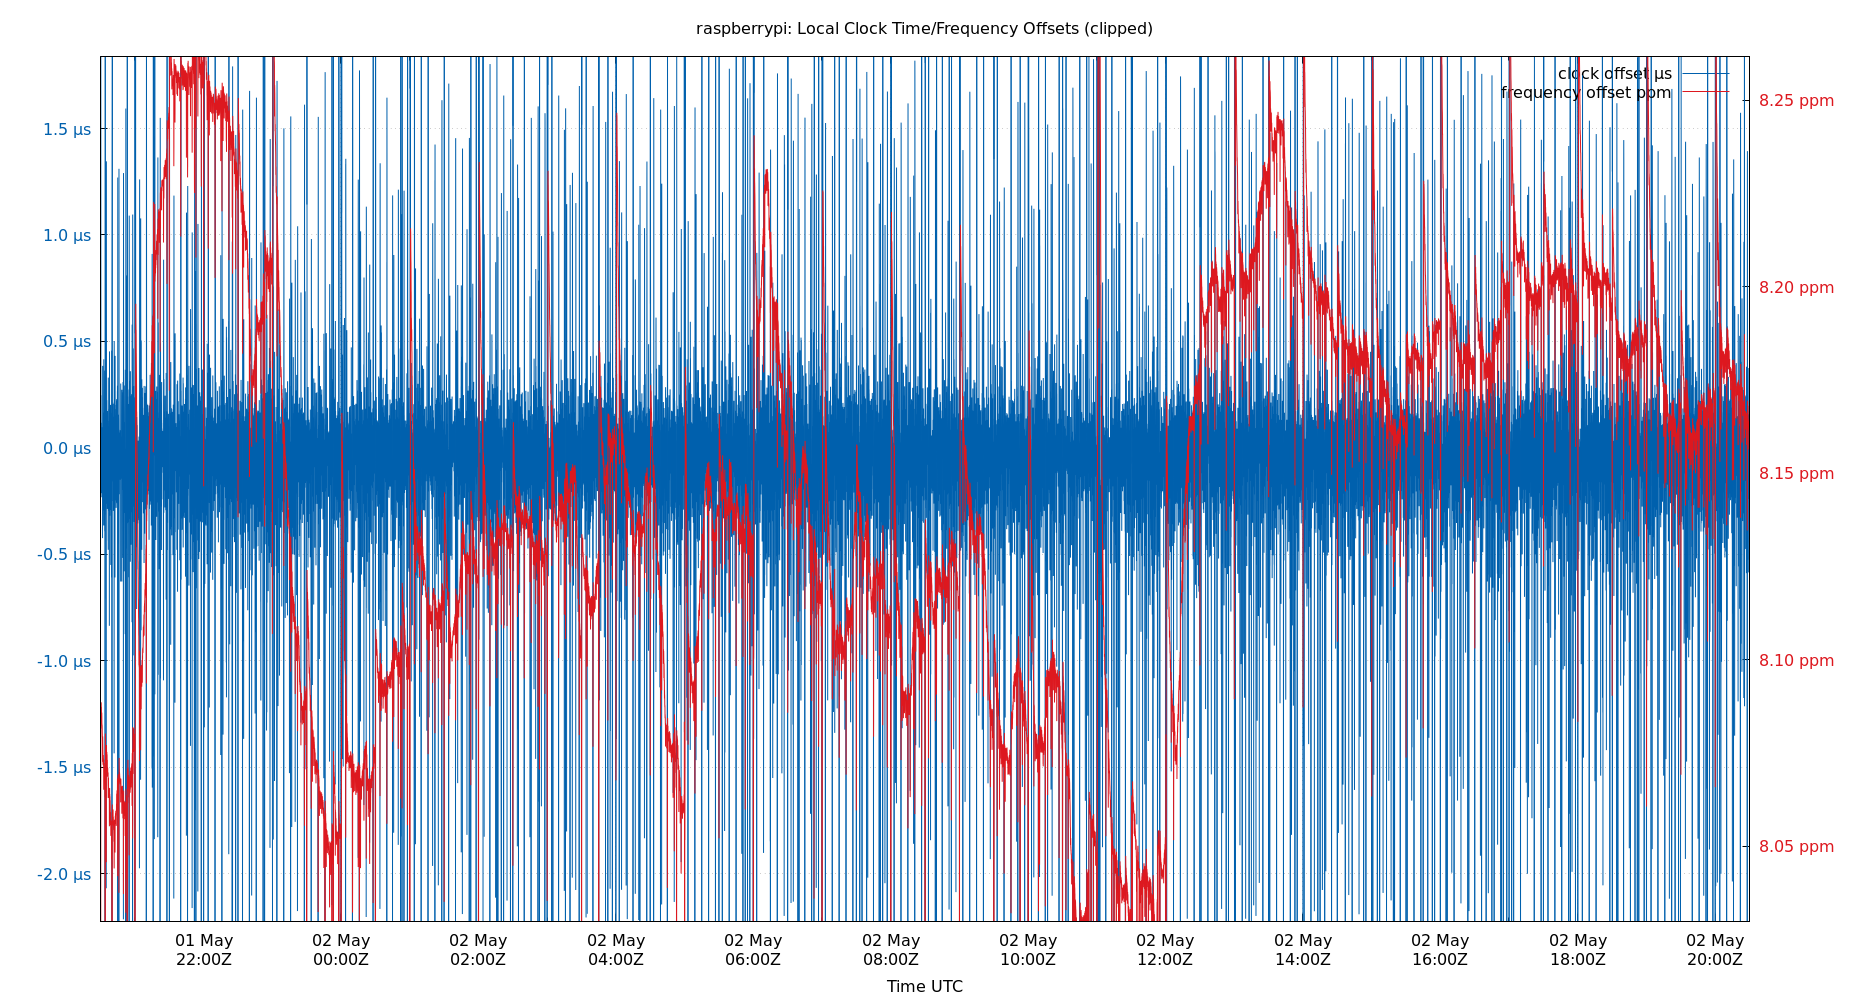 raspberrypi: Local Clock Time/Frequency Offsets (clipped)
clock offset µs
frequency offset ppm
1.5 µs
1.0 µs
0.5 µs
0.0 µs
-0.5 µs
-1.0 µs
-1.5 µs
-2.0 µs
8.25 ppm
8.20 ppm
8.15 ppm
8.10 ppm
8.05 ppm
01 May 02 May 02 May 02 May 02 May 02 May 02 May 02 May 02 May 02 May 02 May 02 May
22:00Z 00:00Z 02:00Z 04:00Z 06:00Z 08:00Z 10:00Z 12:00Z 14:00Z 16:00Z 18:00Z 20:00Z
Time UTC